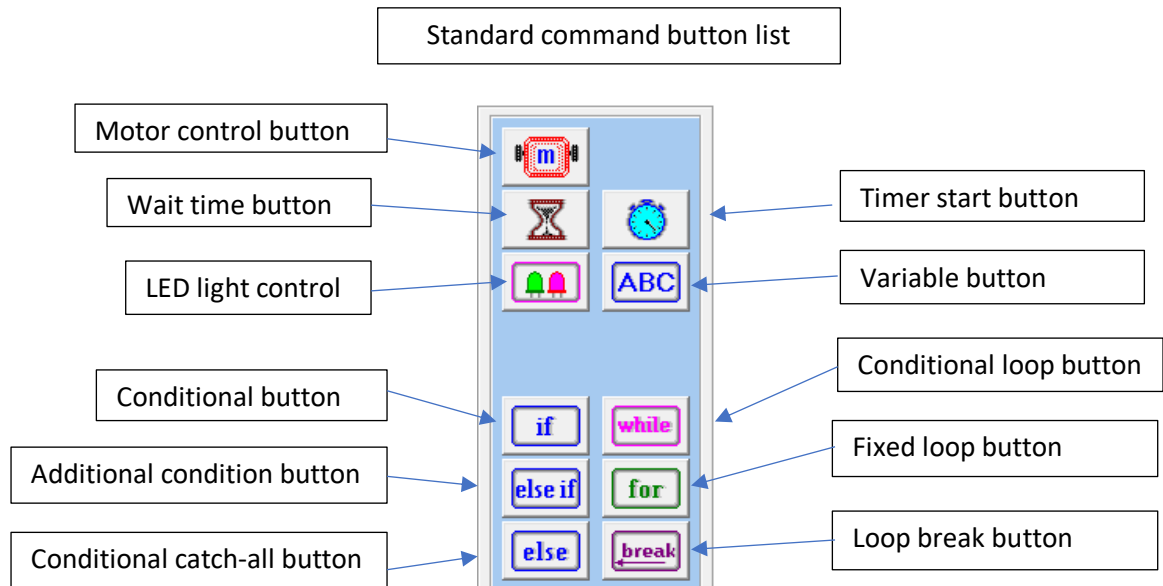 Standard command button list
Motor control button
m
Wait time button
Timer start button
LED light control
ABC
Variable button
Conditional loop button
Conditional button
if
while
Fixed loop button
Additional condition button
else if
for
Loop break button
Conditional catch-all button
else
break